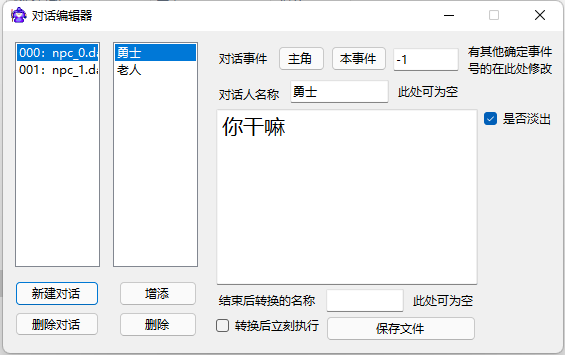 对话编辑器
000: npc_0.da
001: npc_1.da
勇士
老人
对话事件 主角 本事件 -1 有其他确定事件
号的在此处修改
对话人名称 勇士 此处可为空
你干嘛
是否淡出
结束后转换的名称 此处可为空
新建对话 增添
转换后立刻执行 保存文件
删除对话 删除